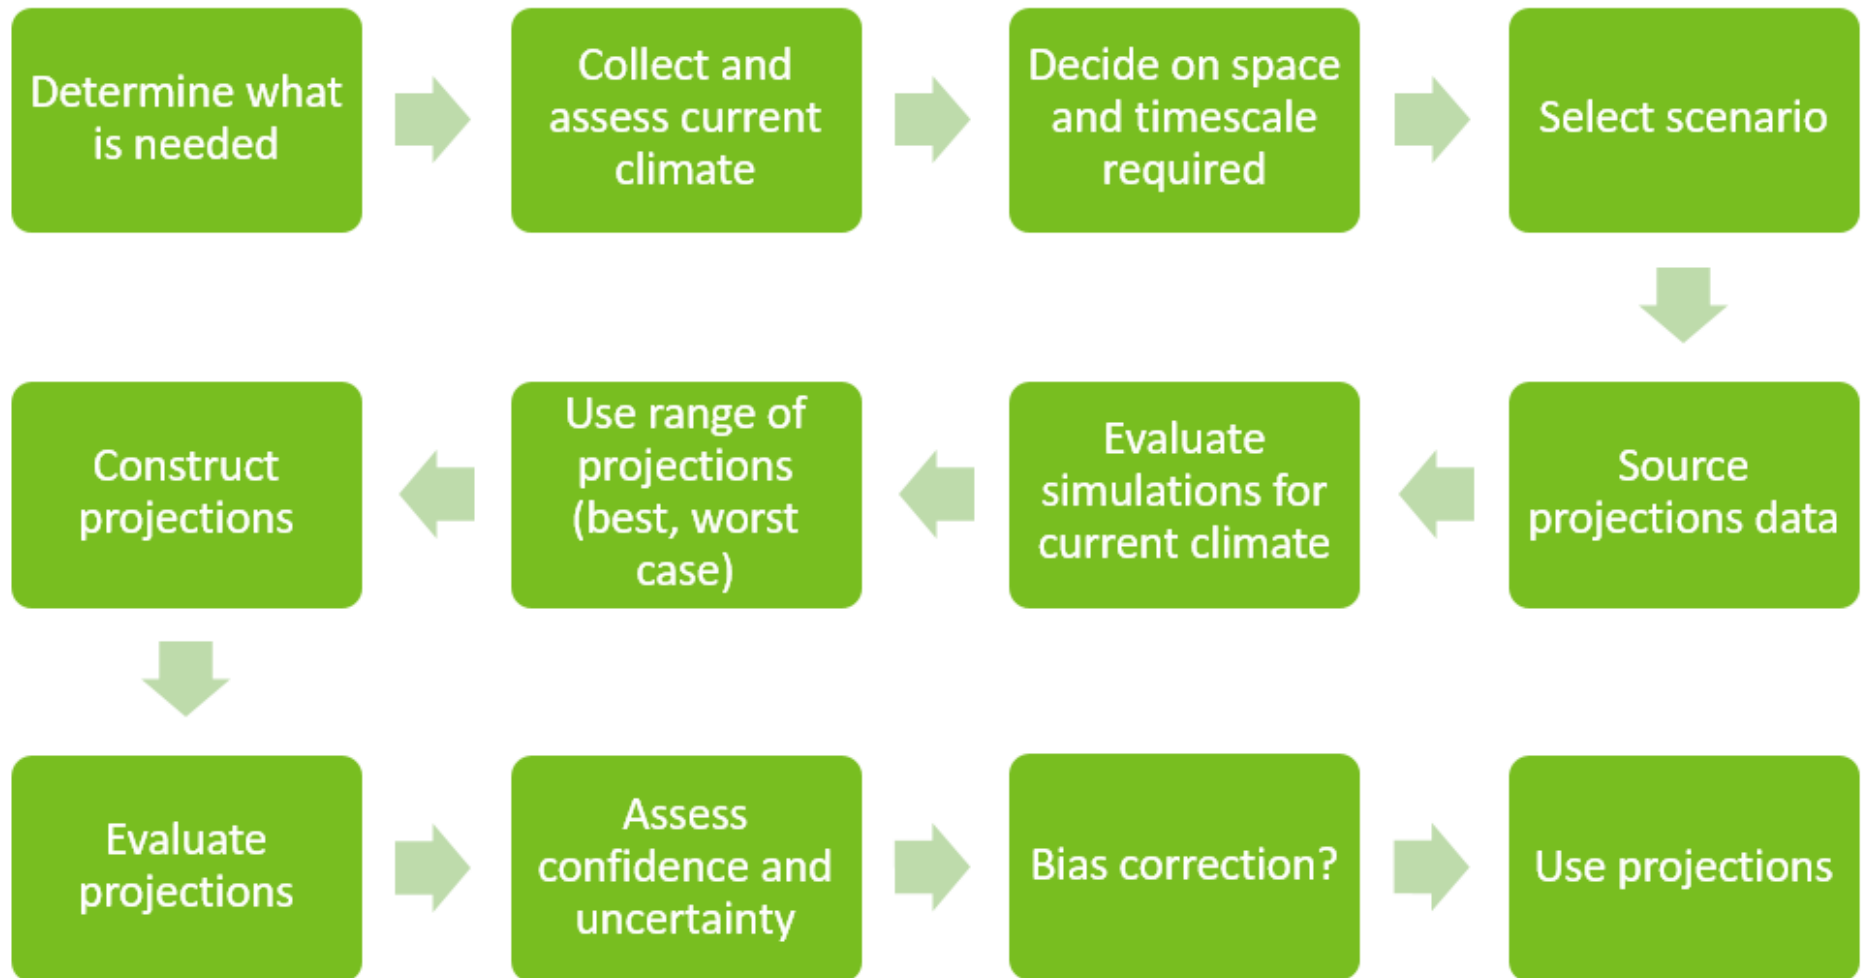 Determine what
is needed
Collect and
assess current
climate
Decide on space
and timescale
required
Select scenario
Source
projections data
Evaluate
simulations for
current climate
Use range of
projections
(best, worst
case)
Construct
projections
Evaluate
projections
Assess
confidence and
uncertainty
Bias correction?
Use projections